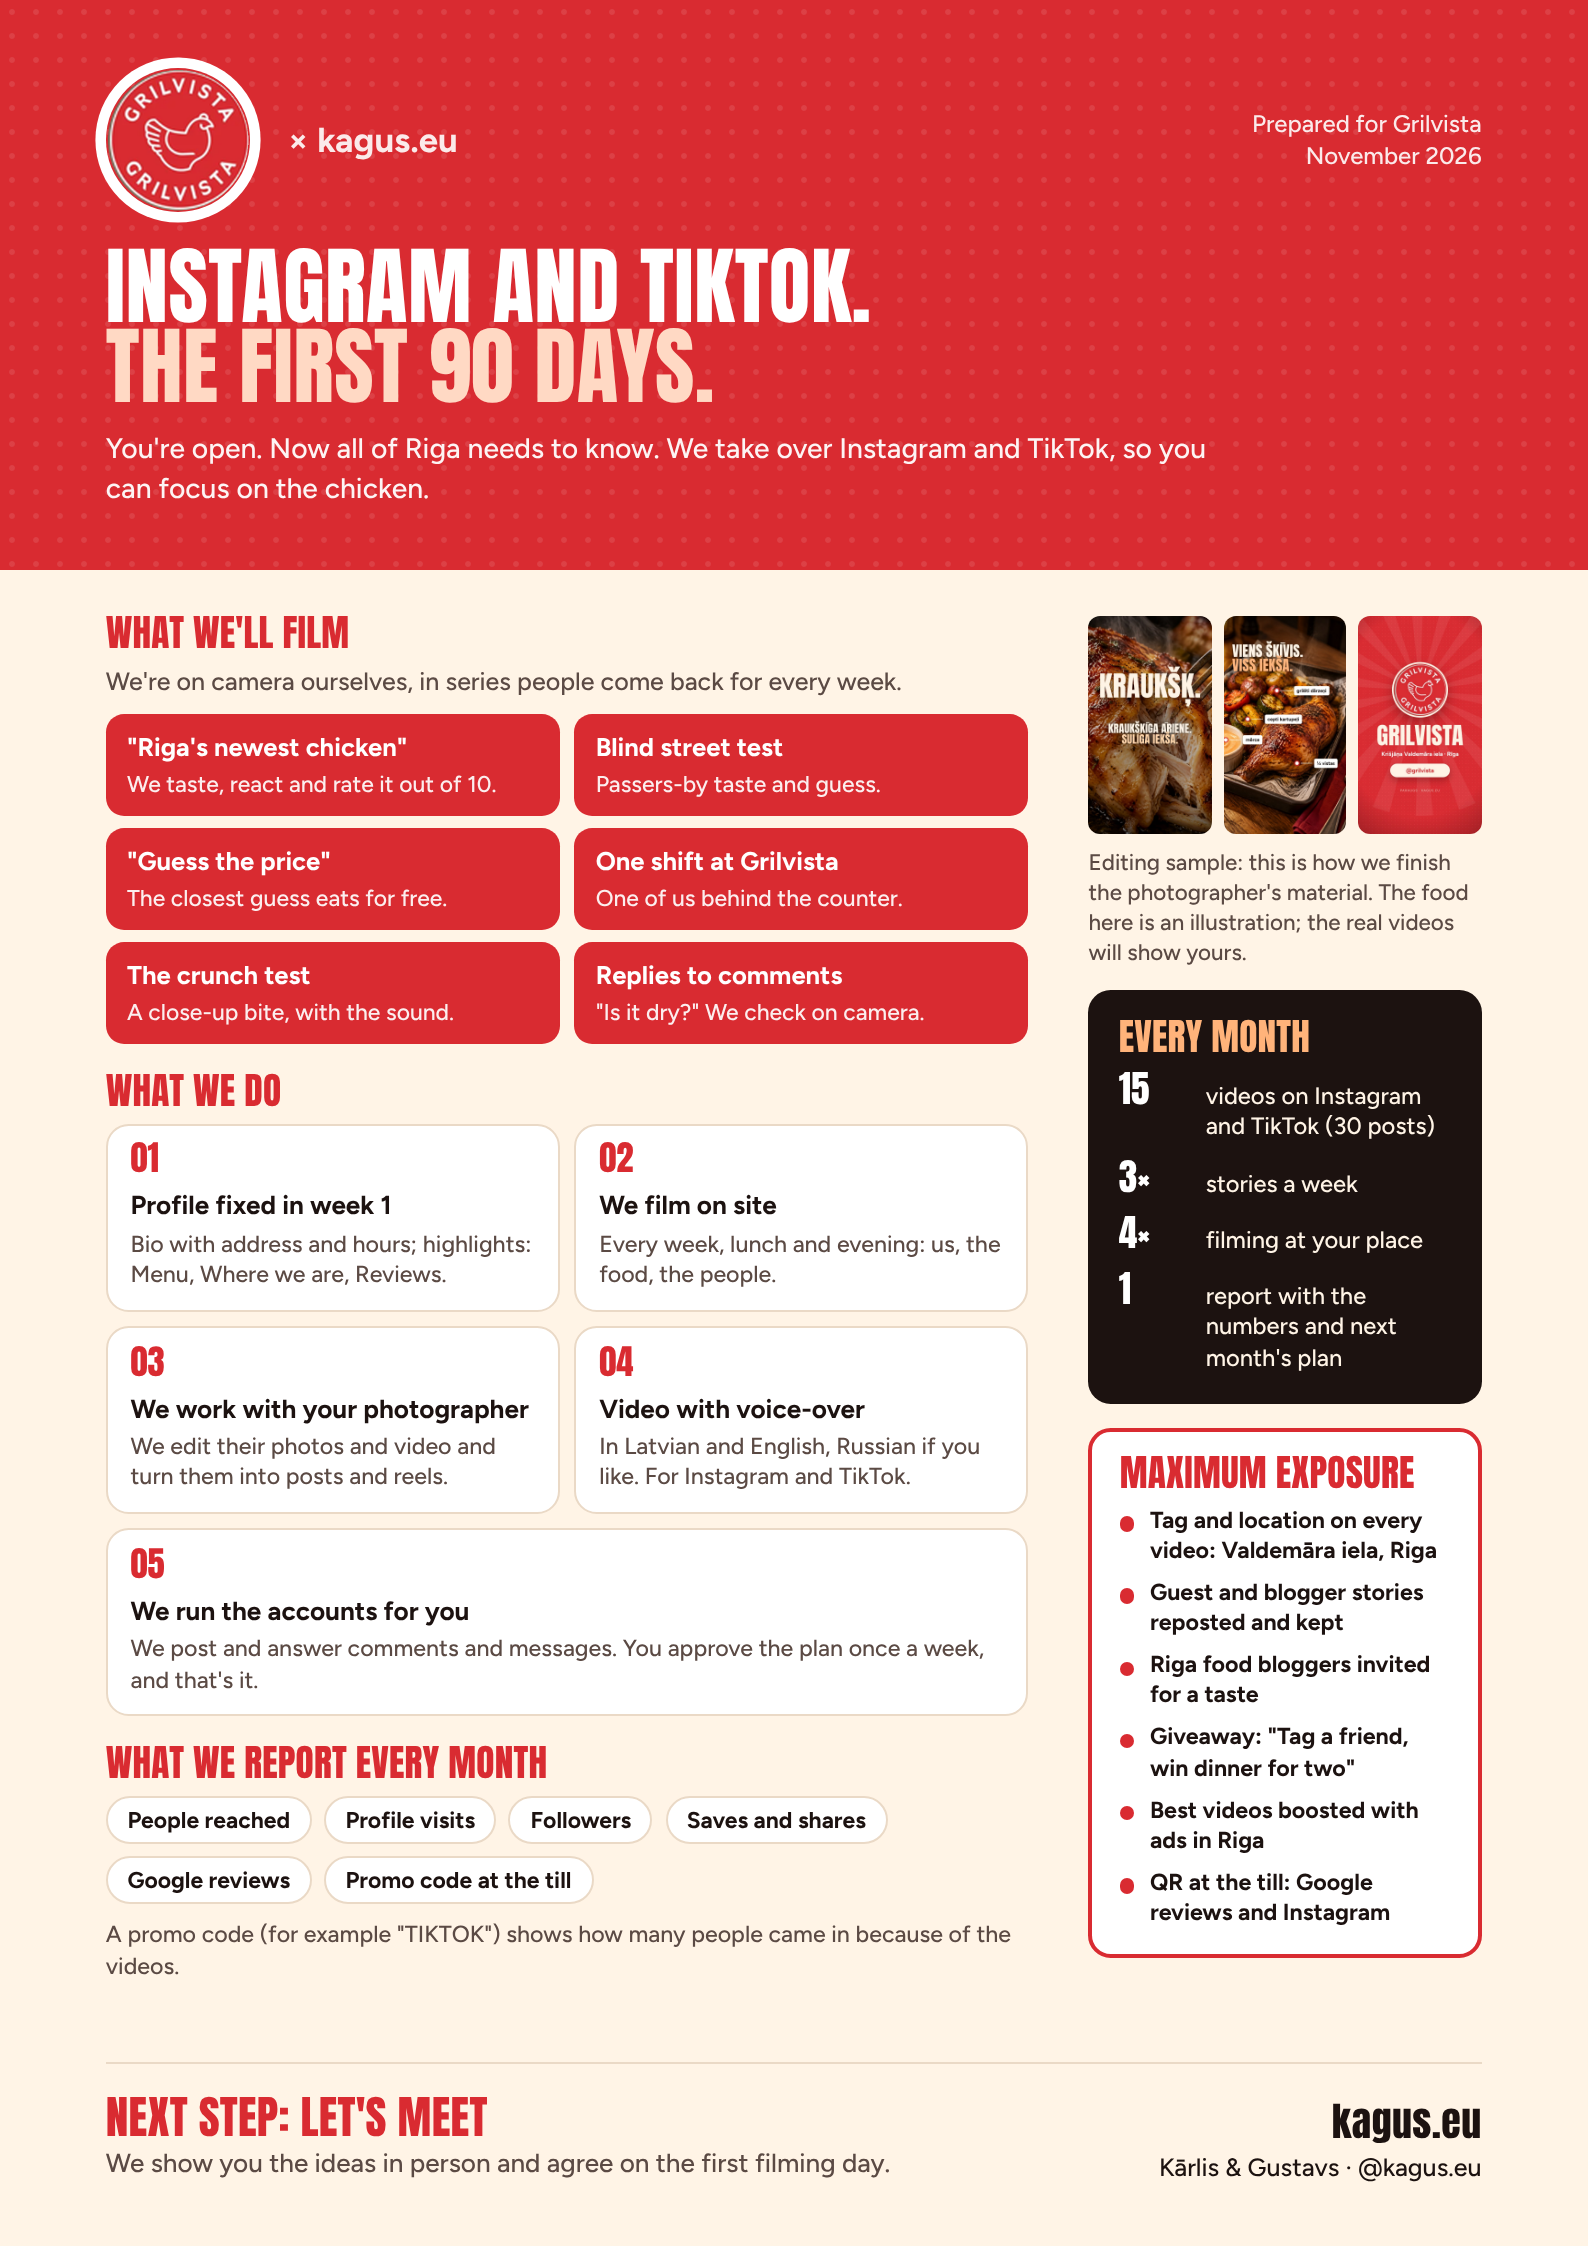 GRILVISTA
GRILVISTA
× kagus.eu
Prepared for Grilvista
November 2026
INSTAGRAM AND TIKTOK.
THE FIRST 90 DAYS.
You're open. Now all of Riga needs to know. We take over Instagram and TikTok, so you
can focus on the chicken.
WHAT WE'LL FILM
We're on camera ourselves, in series people come back for every week.
"Riga's newest chicken"
We taste, react and rate it out of 10.
Blind street test
Passers-by taste and guess.
"Guess the price"
The closest guess eats for free.
One shift at Grilvista
One of us behind the counter.
The crunch test
A close-up bite, with the sound.
Replies to comments
"Is it dry?" We check on camera.
WHAT WE DO
01
Profile fixed in week 1
Bio with address and hours; highlights:
Menu, Where we are, Reviews.
02
We film on site
Every week, lunch and evening: us, the
food, the people.
03
We work with your photographer
We edit their photos and video and
turn them into posts and reels.
04
Video with voice-over
In Latvian and English, Russian if you
like. For Instagram and TikTok.
05
We run the accounts for you
We post and answer comments and messages. You approve the plan once a week,
and that's it.
WHAT WE REPORT EVERY MONTH
People reached
Profile visits
Followers
Saves and shares
Google reviews
Promo code at the till
A promo code (for example "TIKTOK") shows how many people came in because of the
videos.
KRAUKŠĶ.
KRAUKŠĶĪGA ĀRIENE.
SULĪGA IEKŠA.
VIENS ŠĶĪVIS.
VISS IEKŠĀ.
grilēti dārzeņi
cepti kartupeļi
mērce
½ vistas
GRILVISTA
GRILVISTA
GRILVISTA
Krišjāņa Valdemāra iela · Rīga
@grilvista
Editing sample: this is how we finish
the photographer's material. The food
here is an illustration; the real videos
will show yours.
EVERY MONTH
15 videos on Instagram
and TikTok (30 posts)
3× stories a week
4× filming at your place
1 report with the
numbers and next
month's plan
MAXIMUM EXPOSURE
Tag and location on every
video: Valdemāra iela, Riga
Guest and blogger stories
reposted and kept
Riga food bloggers invited
for a taste
Giveaway: "Tag a friend,
win dinner for two"
Best videos boosted with
ads in Riga
QR at the till: Google
reviews and Instagram
NEXT STEP: LET'S MEET
We show you the ideas in person and agree on the first filming day.
kagus.eu
Kārlis & Gustavs · @kagus.eu